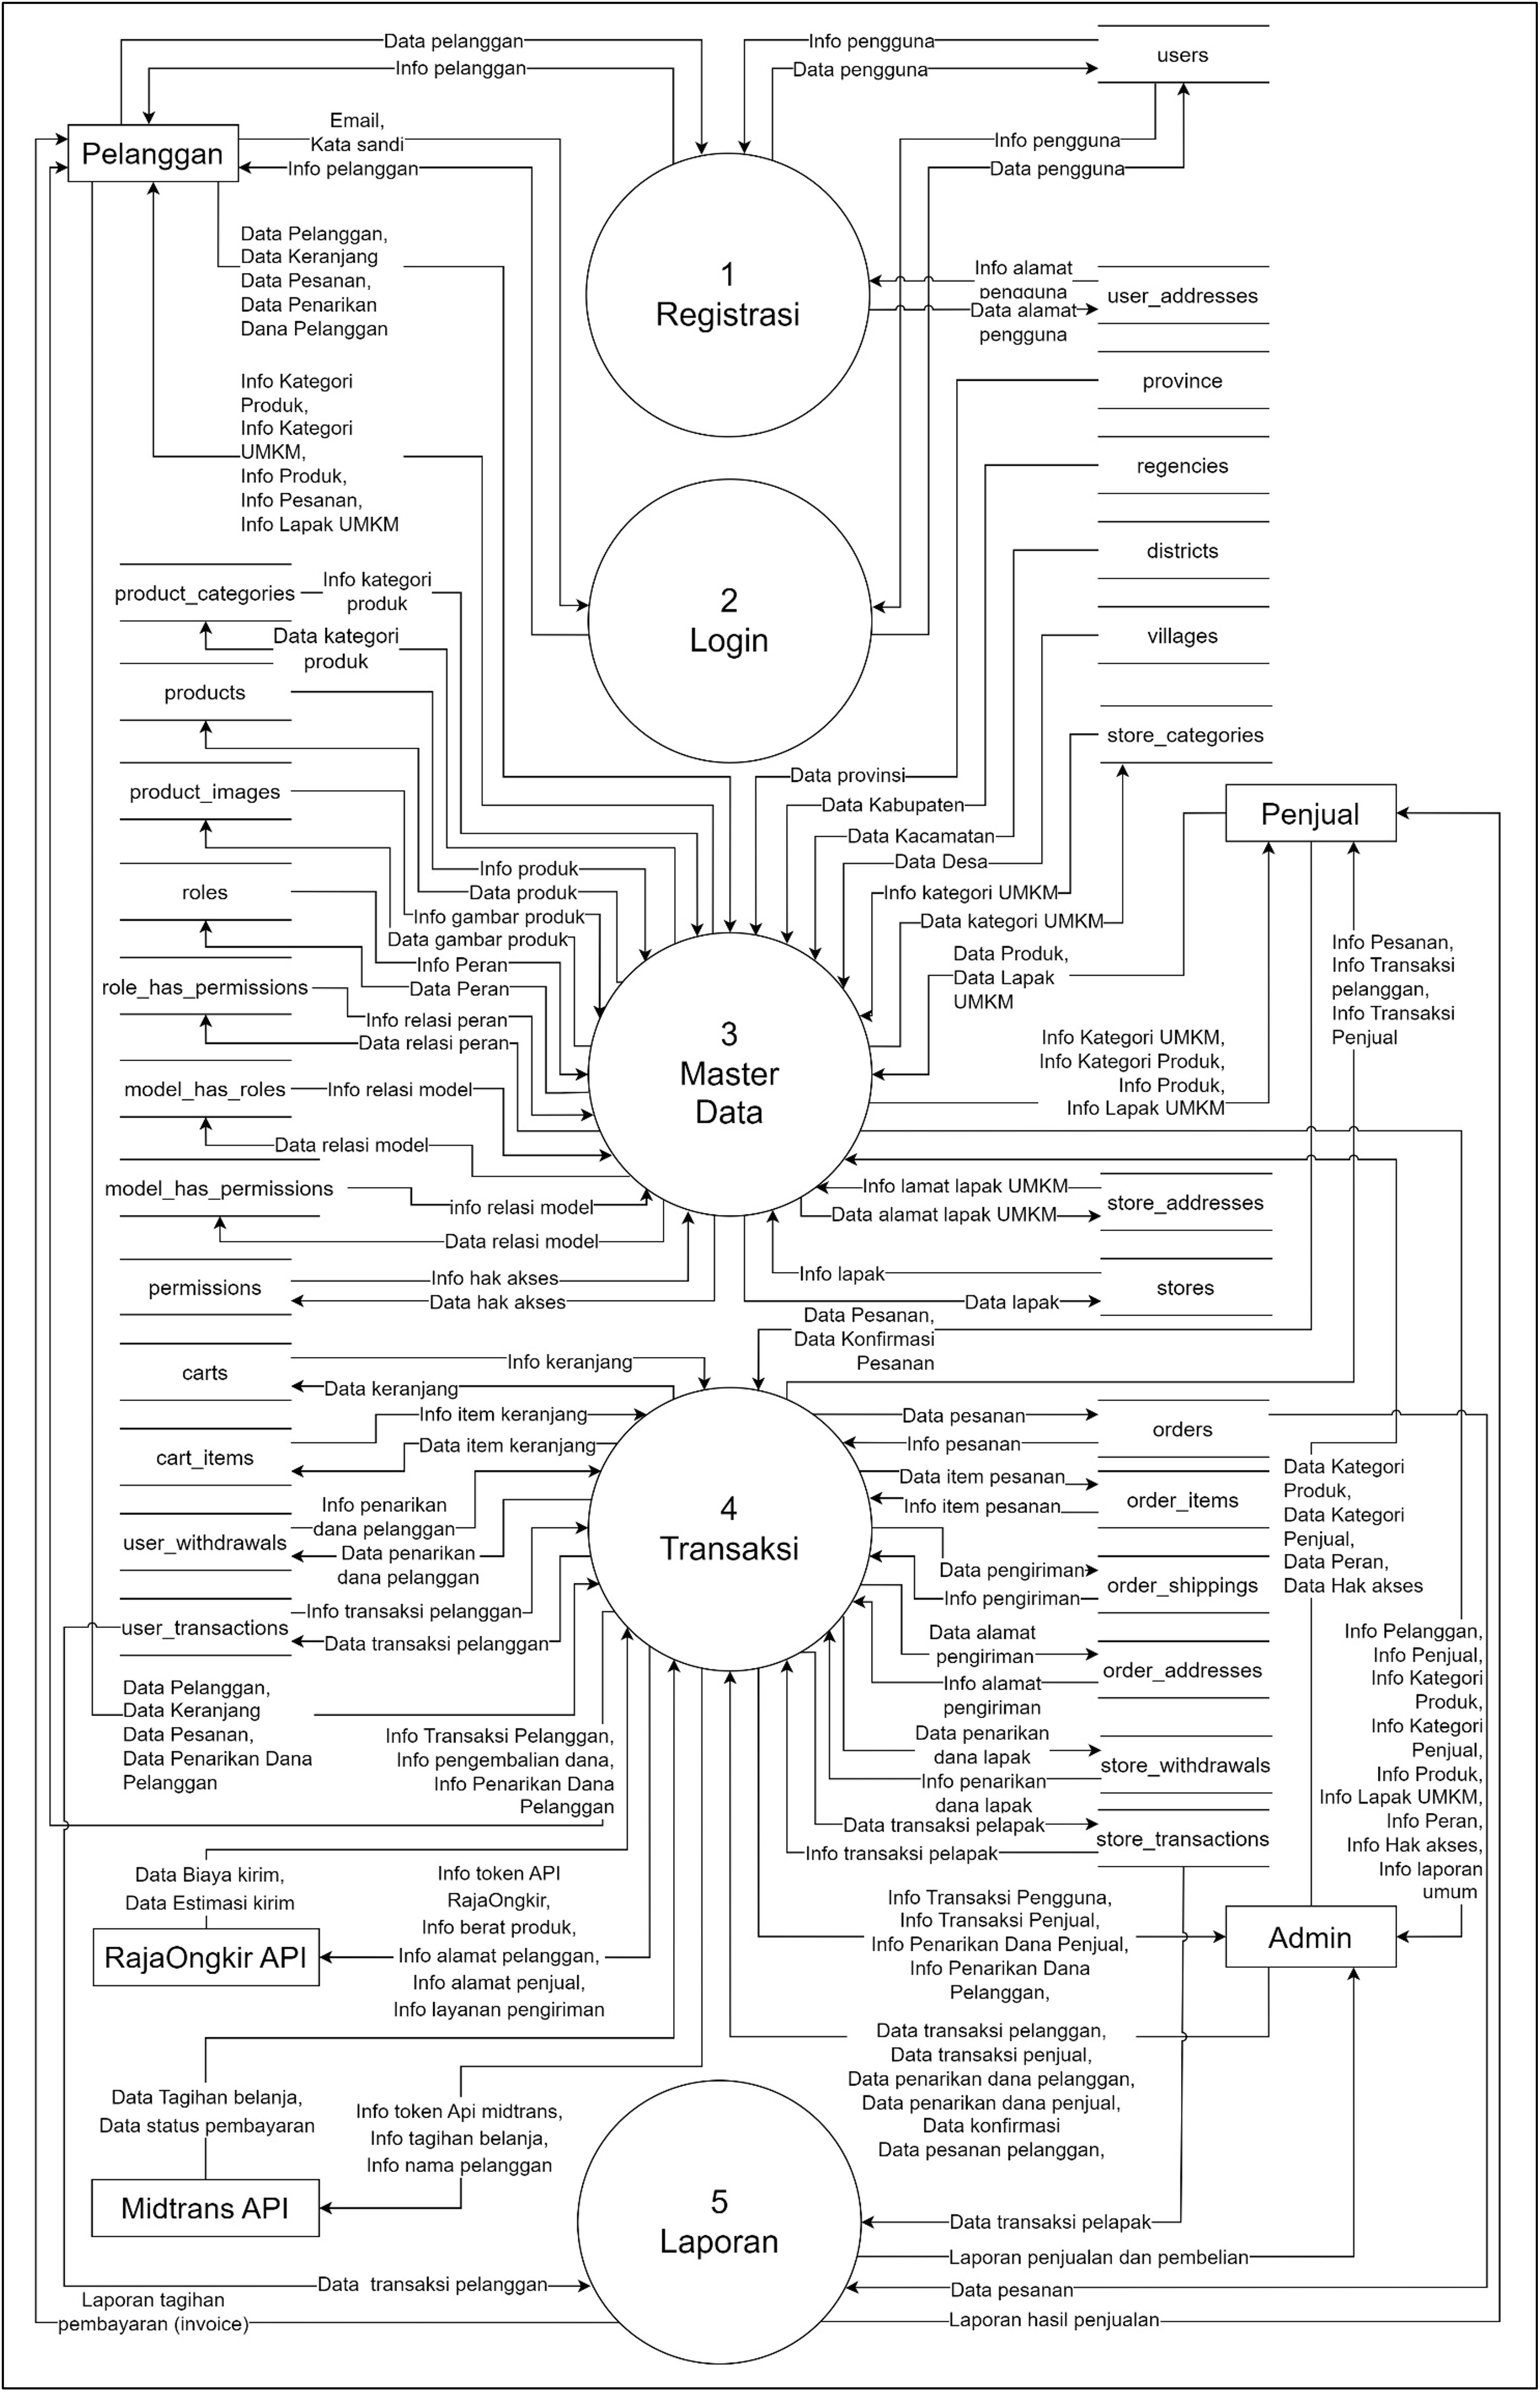 Data pelanggan
Info pelanggan
Info pengguna
Data pengguna
users
Pelanggan
Email,
Kata sandi
Info pelanggan
Info pengguna
Data pengguna
1
Registrasi
Data Pelanggan,
Data Keranjang
Data Pesanan,
Data Penarikan
Dana Pelanggan
Info alamat
pengguna
Data alamat
pengguna
user_addresses
province
regencies
districts
villages
Info Kategori
Produk,
Info Kategori
UMKM,
Info Produk,
Info Pesanan,
Info Lapak UMKM
2
Login
product_categories
Info kategori
produk
Data kategori
produk
products
product_images
roles
role_has_permissions
model_has_roles
model_has_permissions
permissions
store_categories
Data provinsi
Data Kabupaten
Data Kacamatan
Data Desa
Info kategori UMKM
Data kategori UMKM
Penjual
Info produk
Data produk
Info gambar produk
Data gambar produk
Info Peran
Data Peran
Info relasi peran
Data relasi peran
Info relasi model
Data relasi model
info relasi model
Data relasi model
Info hak akses
Data hak akses
3
Master
Data
Data Produk,
Data Lapak
UMKM
Info Kategori UMKM,
Info Kategori Produk,
Info Produk,
Info Lapak UMKM
Info Pesanan,
Info Transaksi
pelanggan,
Info Transaksi
Penjual
Info lamat lapak UMKM
Data alamat lapak UMKM
store_addresses
Info lapak
Data lapak
stores
Data Pesanan,
Data Konfirmasi
Pesanan
carts
Info keranjang
Data keranjang
cart_items
Info item keranjang
Data item keranjang
user_withdrawals
Info penarikan
dana pelanggan
Data penarikan
dana pelanggan
user_transactions
Info transaksi pelanggan
Data transaksi pelanggan
4
Transaksi
Data pesanan
Info pesanan
orders
Data item pesanan
Info item pesanan
order_items
Data pengiriman
Info pengiriman
order_shippings
Data alamat
pengiriman
Info alamat
pengiriman
order_addresses
Data penarikan
dana lapak
Info penarikan
dana lapak
store_withdrawals
Data transaksi pelapak
Info transaksi pelapak
store_transactions
Data Kategori
Produk,
Data Kategori
Penjual,
Data Peran,
Data Hak akses
Info Pelanggan,
Info Penjual,
Info Kategori
Produk,
Info Kategori
Penjual,
Info Produk,
Info Lapak UMKM,
Info Peran,
Info Hak akses,
Info laporan
umum
Data Pelanggan,
Data Keranjang
Data Pesanan,
Data Penarikan Dana
Pelanggan
Info Transaksi Pelanggan,
Info pengembalian dana,
Info Penarikan Dana
Pelanggan
Data Biaya kirim,
Data Estimasi kirim
RajaOngkir API
Info token API
RajaOngkir,
Info berat produk,
Info alamat pelanggan,
Info alamat penjual,
Info layanan pengiriman
Info Transaksi Pengguna,
Info Transaksi Penjual,
Info Penarikan Dana Penjual,
Info Penarikan Dana
Pelanggan,
Admin
Data transaksi pelanggan,
Data transaksi penjual,
Data penarikan dana pelanggan,
Data penarikan dana penjual,
Data konfirmasi
Data pesanan pelanggan,
Data Tagihan belanja,
Data status pembayaran
Midtrans API
Info token Api midtrans,
Info tagihan belanja,
Info nama pelanggan
5
Laporan
Data transaksi pelapak
Laporan penjualan dan pembelian
Data pesanan
Laporan hasil penjualan
Data transaksi pelanggan
Laporan tagihan
pembayaran (invoice)